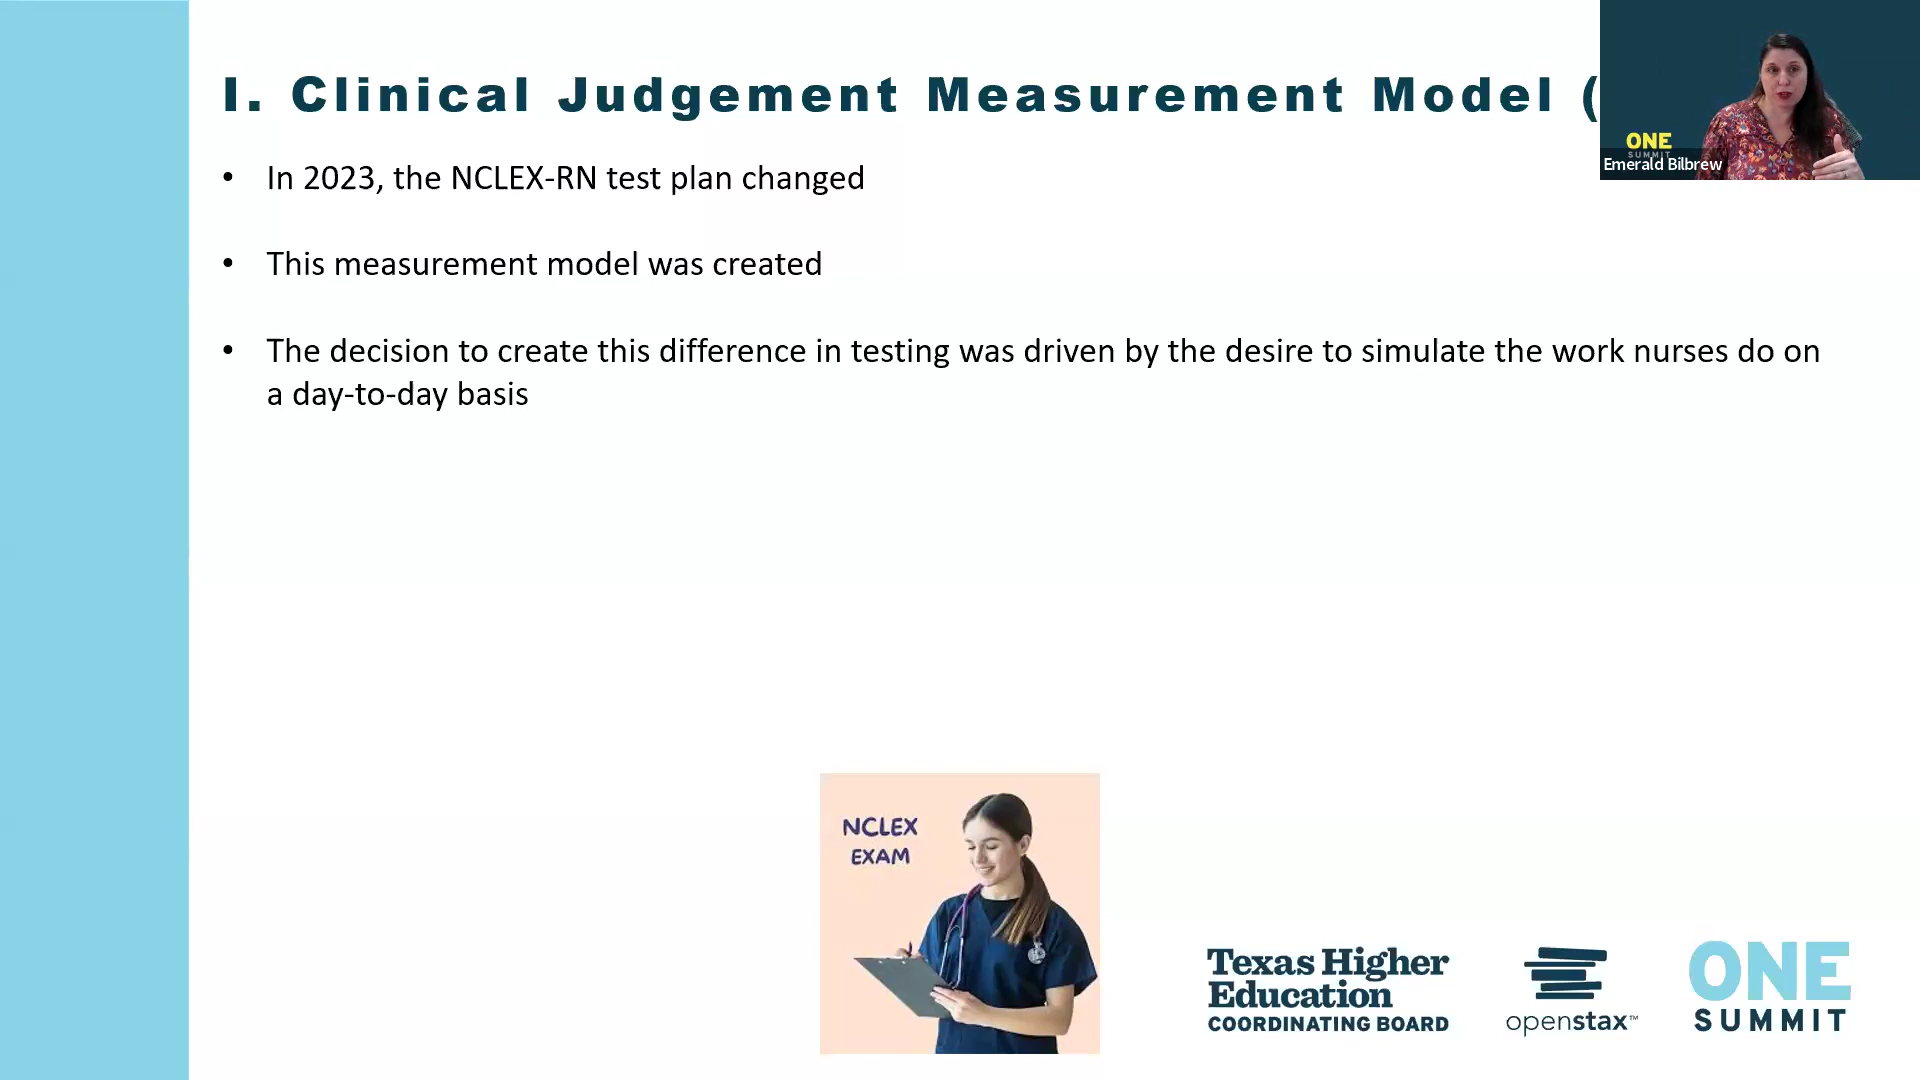 I. Clinical Judgement Measurement Model (
ONE
SUMMIT
Emerald Bilbrew
• In 2023, the NCLEX-RN test plan changed
• This measurement model was created
• The decision to create this difference in testing was driven by the desire to simulate the work nurses do on
a day-to-day basis
NCLEX
EXAM
Texas Higher
Education
COORDINATING BOARD
openstax™
ONE
SUMMIT